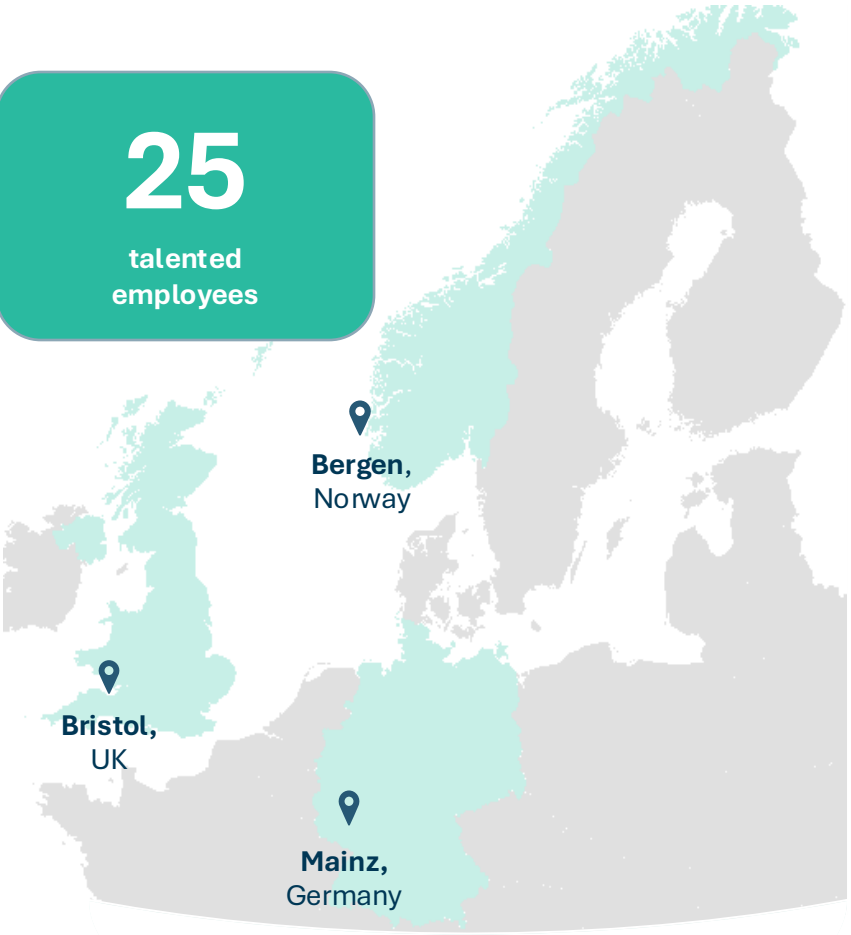 25
talented
employees
Bergen,
Norway
Bristol,
UK
Mainz,
Germany